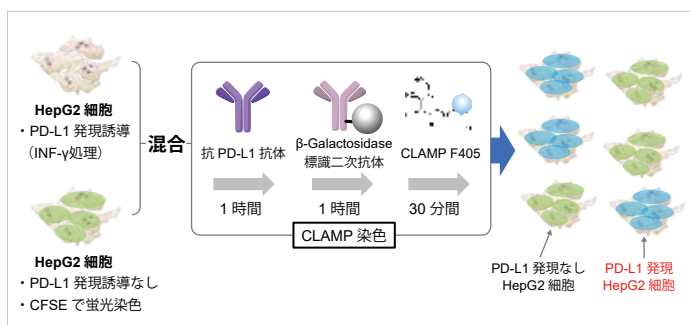 HepG2 細胞
・PD-L1 発現誘導
（INF-γ処理）
HepG2 細胞
・PD-L1 発現誘導なし
・CFSE で蛍光染色
混合
抗 PD-L1 抗体
1 時間
β-Galactosidase
標識二次抗体
1 時間
CLAMP F405
30 分間
CLAMP 染色
PD-L1 発現なし
HepG2 細胞
PD-L1 発現
HepG2 細胞